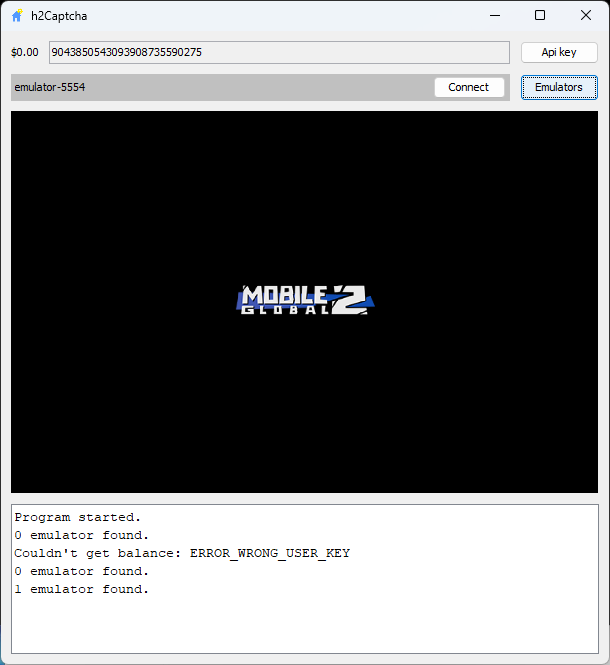 h2Captcha
$0.00 9043850543093908735590275 Api key
emulator-5554 Connect Emulators
MOBILE 2
GLOBAL
Program started.
0 emulator found.
Couldn't get balance: ERROR_WRONG_USER_KEY
0 emulator found.
1 emulator found.